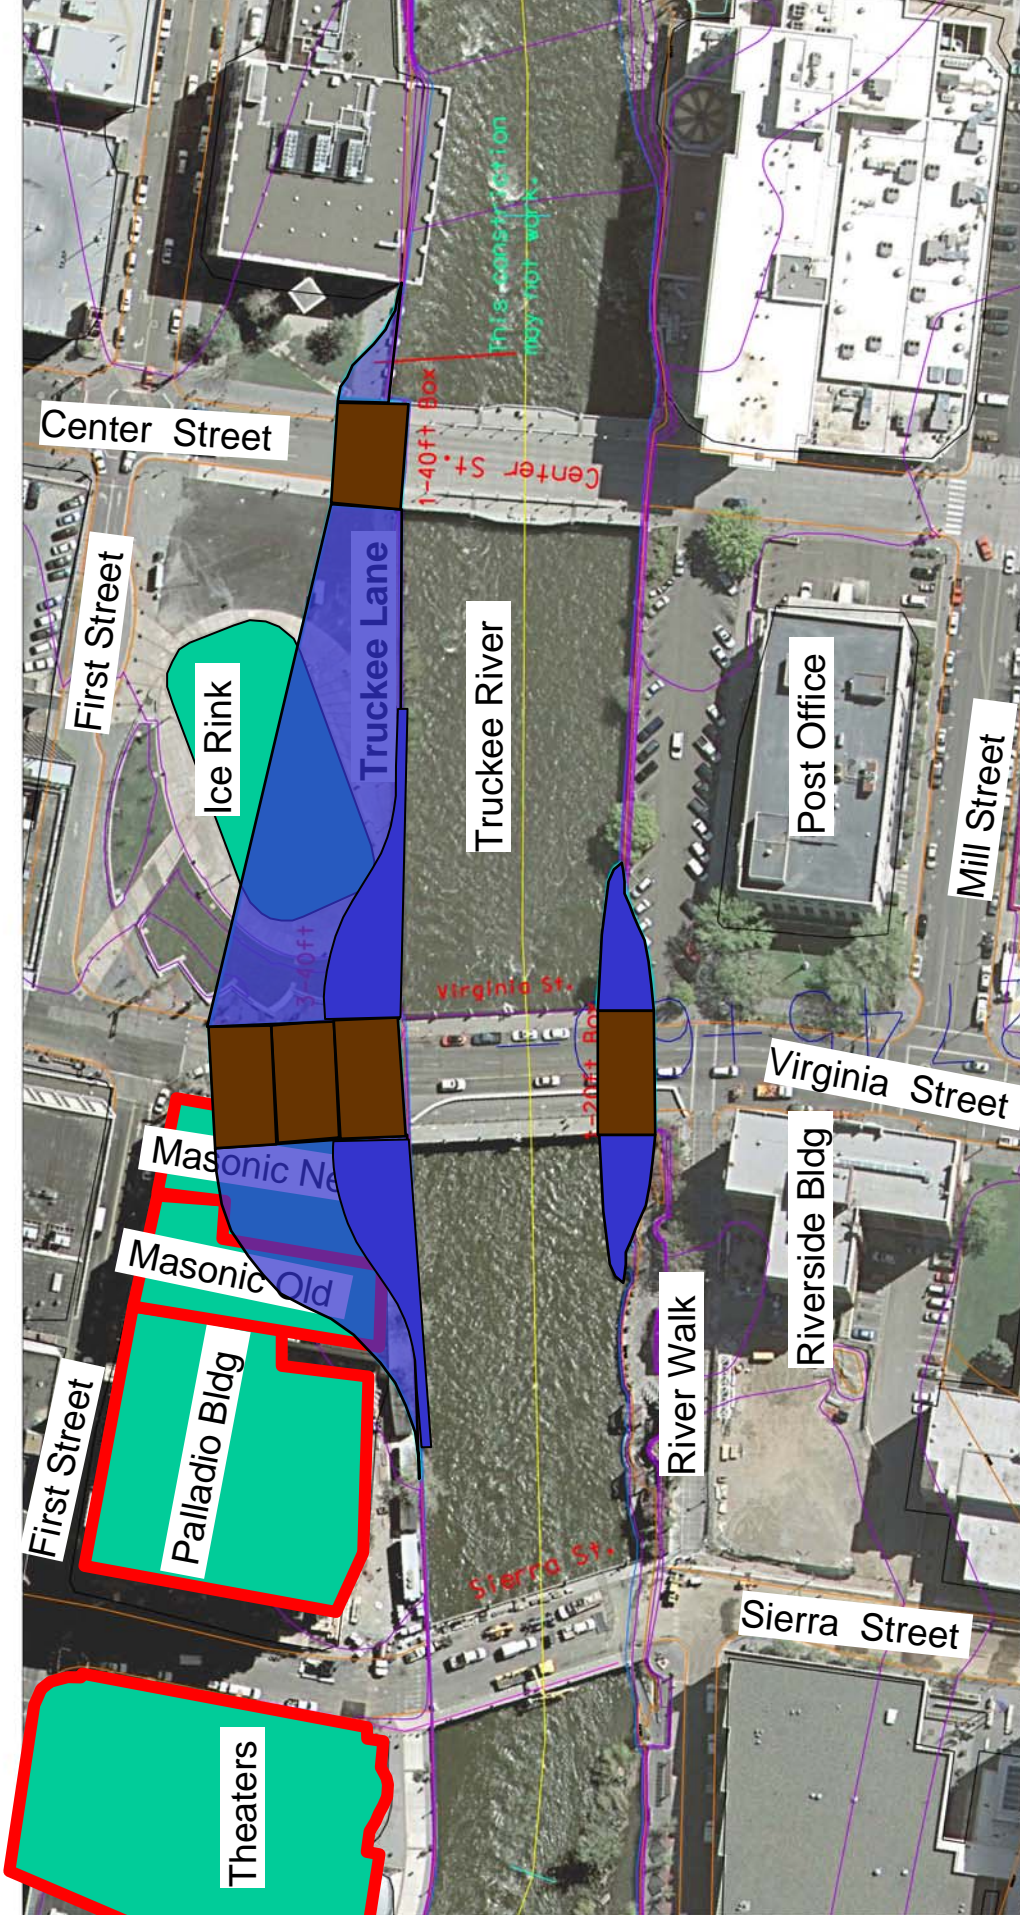 This construction
may not work.
Center Street
1-40ft Box
Center St.
First Street
Truckee Lane
Ice Rink
Truckee River
Post Office
Mill Street
3-40ft
Virginia St.
1-20ft Box
Virginia Street
Masonic Ne
Masonic Old
Riverside Bldg
River Walk
Palladio Bldg
First Street
Sierra St.
Sierra Street
Theaters